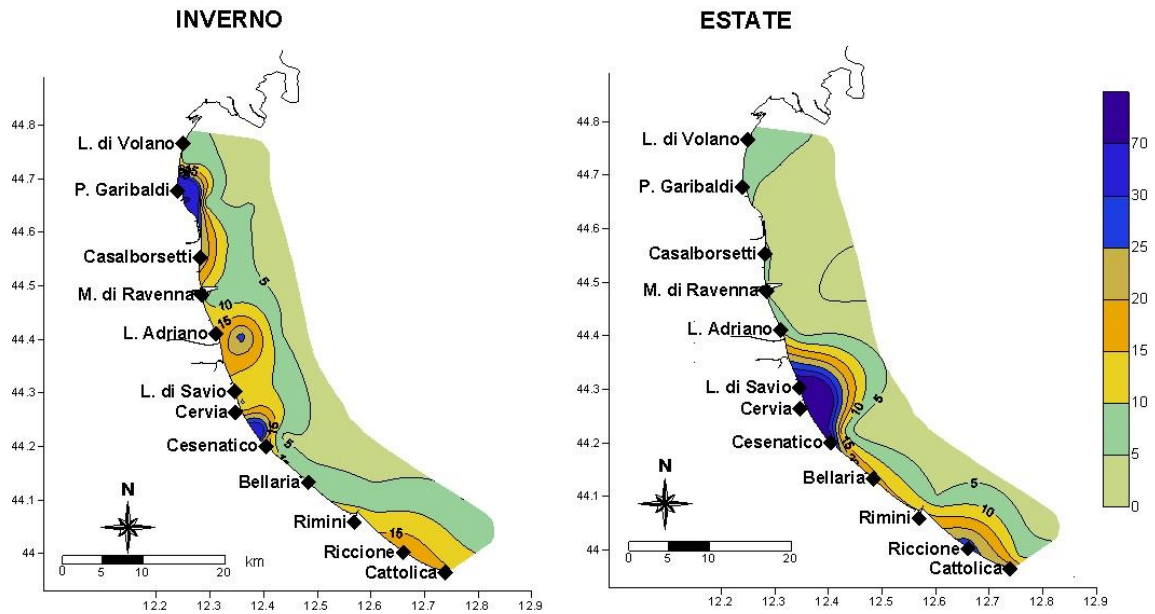 INVERNO
44.8
44.7
44.6
44.5
44.4
44.3
44.2
44.1
44
L. di Volano
P. Garibaldi
Casalborsetti
M. di Ravenna
L. Adriano
L. di Savio
Cervia
Cesenatico
Bellaria
Rimini
Riccione
Cattolica
5
10
15
15
5
15
N
0 5 10 20 km
12.2 12.3 12.4 12.5 12.6 12.7 12.8 12.9
ESTATE
44.8
44.7
44.6
44.5
44.4
44.3
44.2
44.1
44
L. di Volano
P. Garibaldi
Casalborsetti
M. di Ravenna
L. Adriano
L. di Savio
Cervia
Cesenatico
Bellaria
Rimini
Riccione
Cattolica
5
10
15
5
10
N
0 5 10 20
12.2 12.3 12.4 12.5 12.6 12.7 12.8 12.9
70
30
25
20
15
10
5
0